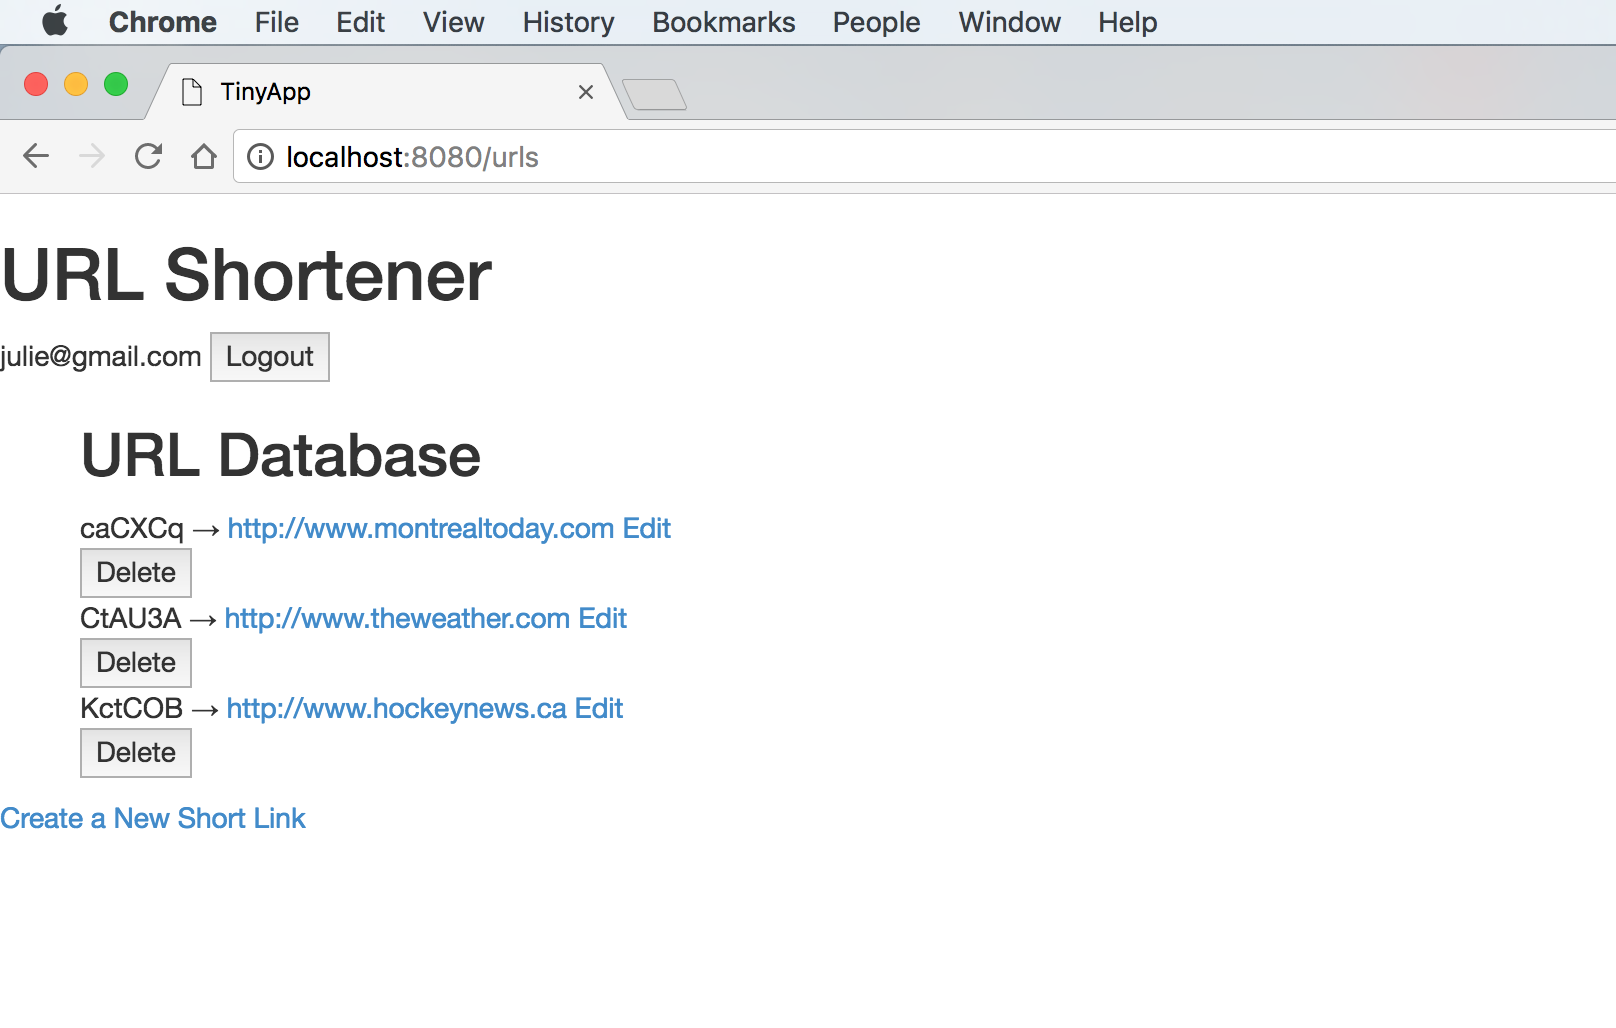 Chrome File Edit View History Bookmarks People Window Help
TinyApp
localhost:8080/urls
URL Shortener
julie@gmail.com Logout
URL Database
caCXCq → http://www.montrealtoday.com Edit
Delete
CtAU3A → http://www.theweather.com Edit
Delete
KctCOB → http://www.hockeynews.ca Edit
Delete
Create a New Short Link